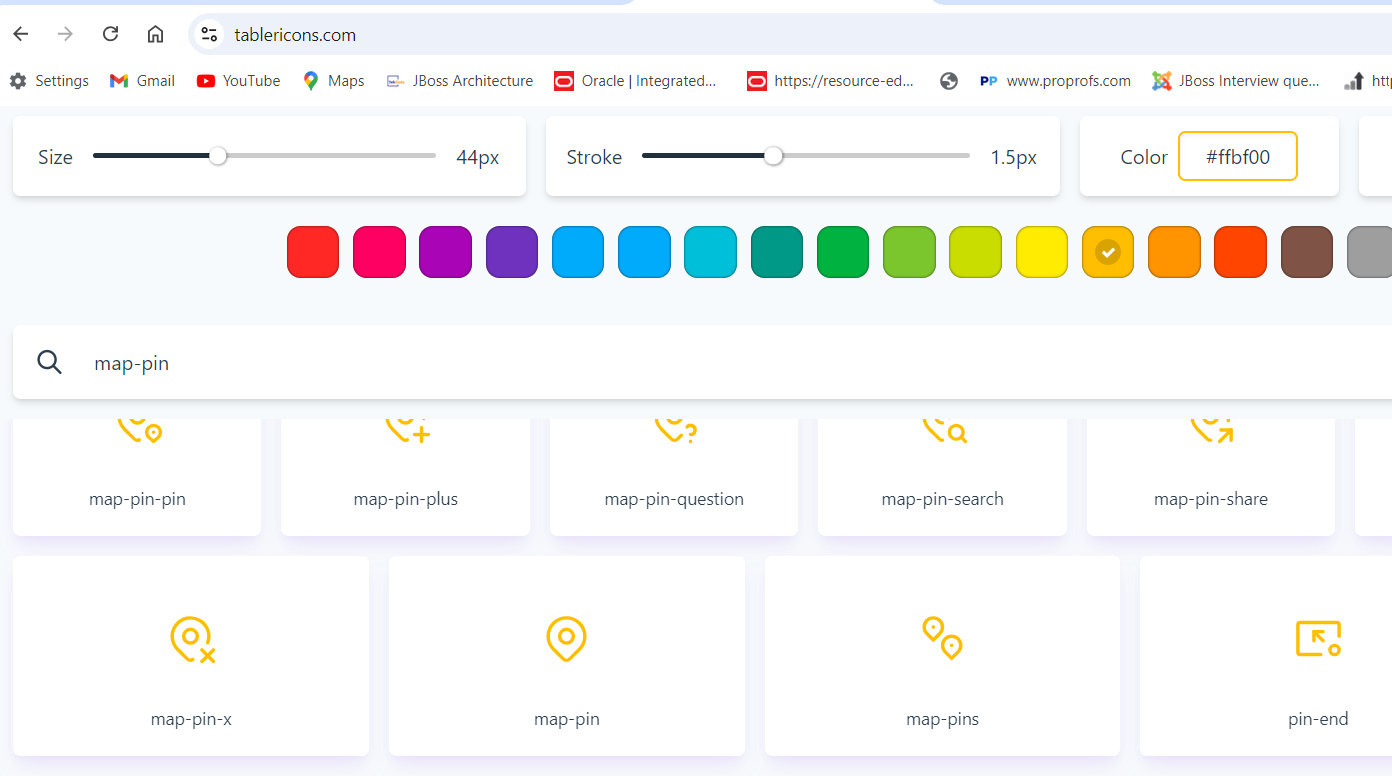 tablericons.com
Settings Gmail YouTube Maps JBoss Architecture Oracle | Integrated... https://resource-ed... PP www.proprofs.com JBoss Interview que...
Size 44px Stroke 1.5px Color #ffbf00
map-pin
map-pin-pin map-pin-plus map-pin-question map-pin-search map-pin-share
map-pin-x map-pin map-pins pin-end